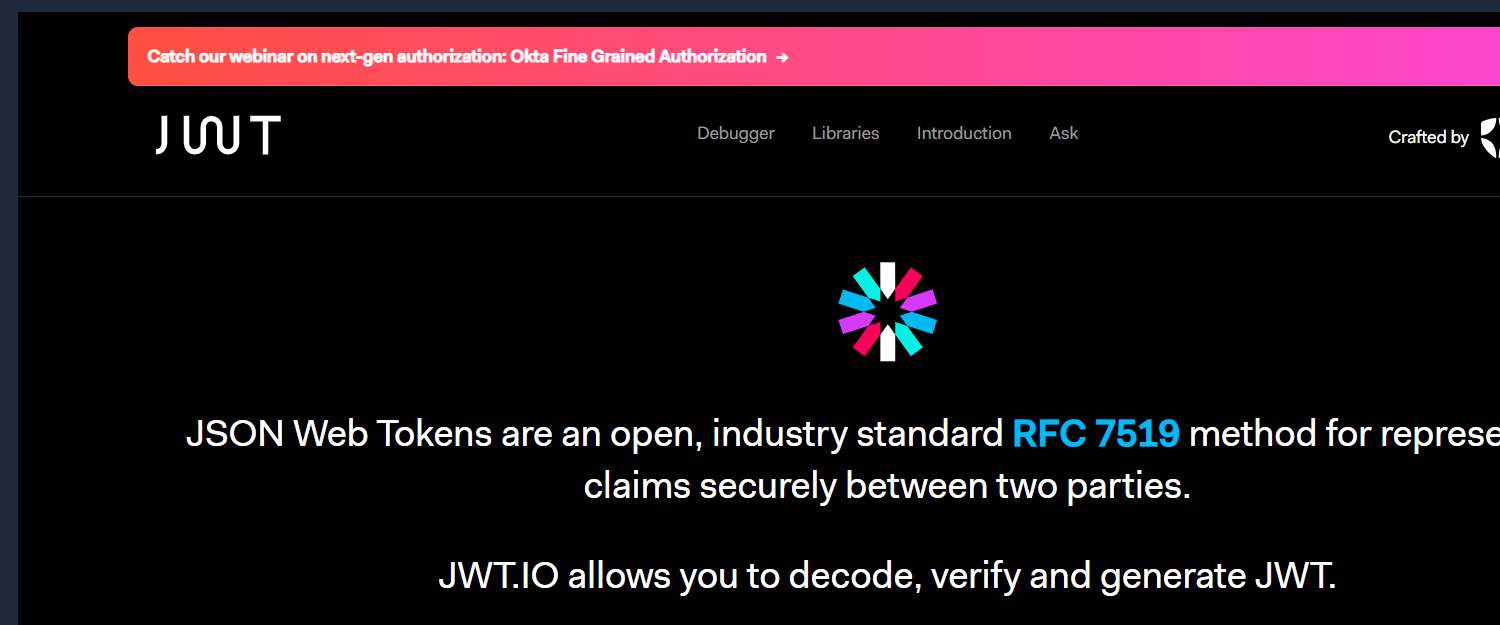 Catch our webinar on next-gen authorization: Okta Fine Grained Authorization →
JWT
Debugger Libraries Introduction Ask
Crafted by
JSON Web Tokens are an open, industry standard RFC 7519 method for represe
claims securely between two parties.
JWT.IO allows you to decode, verify and generate JWT.